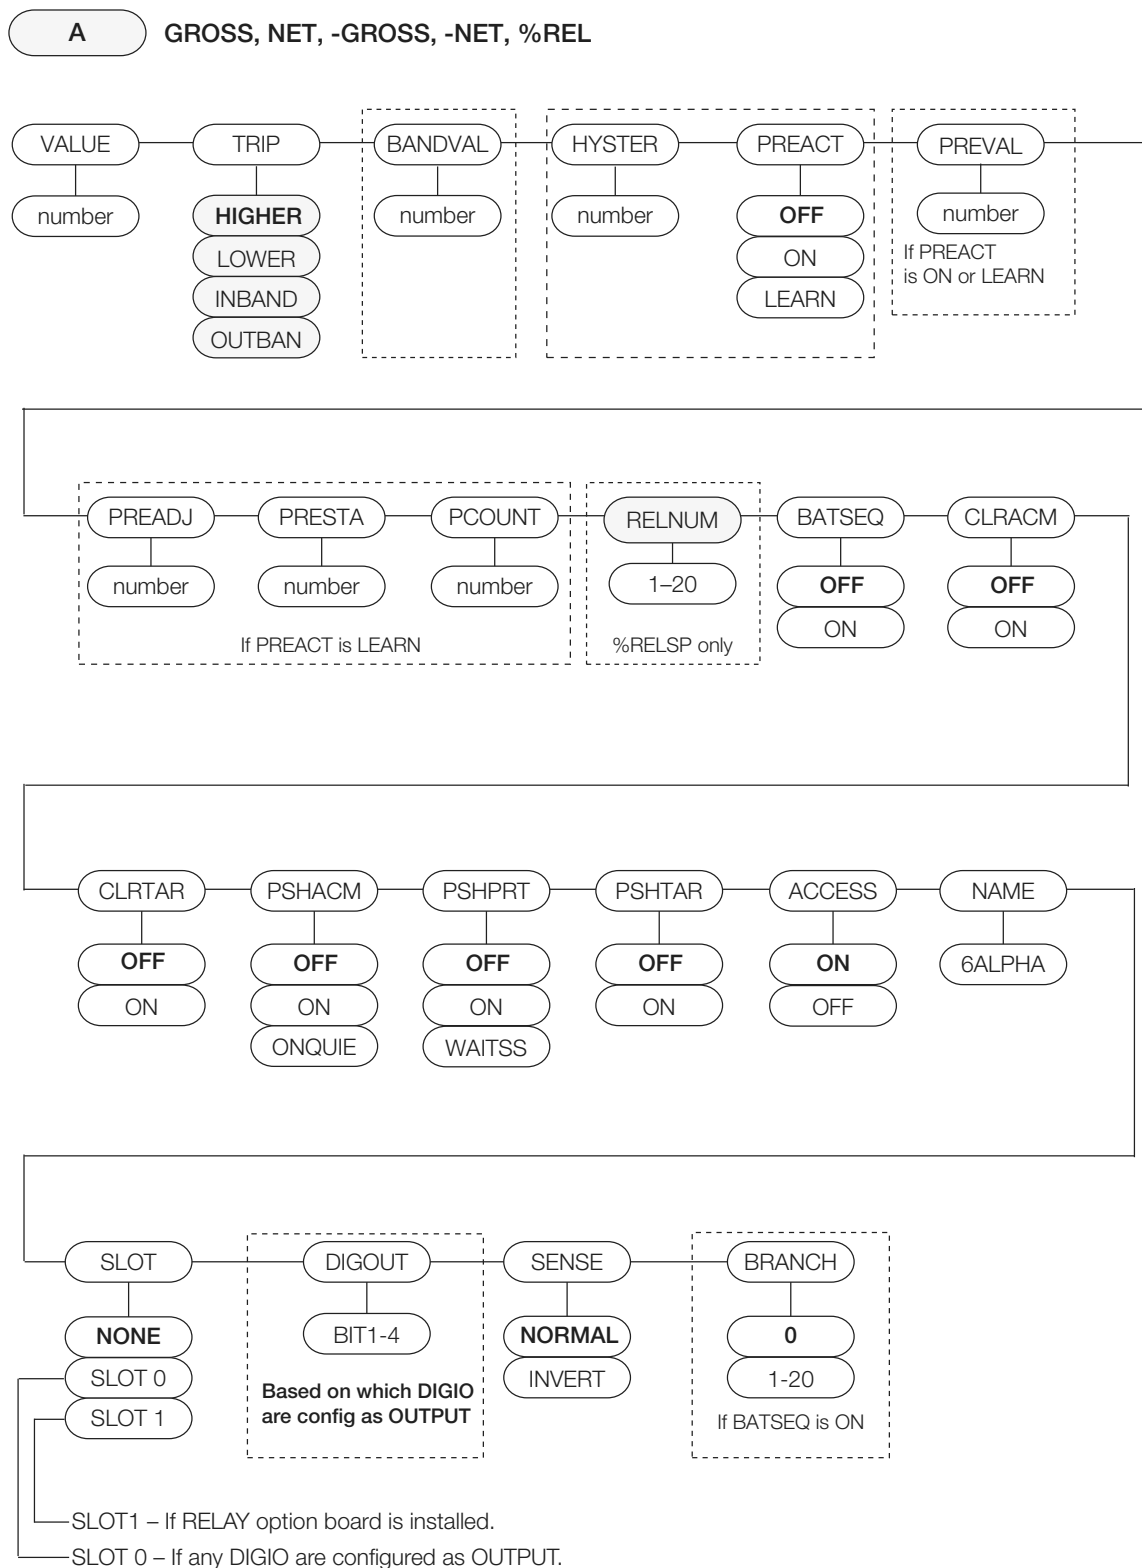 A GROSS, NET, -GROSS, -NET, %REL
VALUE TRIP BANDVAL HYSTER PREACT PREVAL
number HIGHER number number OFF number
LOWER ON If PREACT
is ON or LEARN
INBAND LEARN
OUTBAN
PREADJ PRESTA PCOUNT RELNUM BATSEQ CLRACM
number number number 1–20 OFF OFF
ON ON
If PREACT is LEARN %RELSP only
CLRTAR PSHACM PSHPRT PSHTAR ACCESS NAME
OFF OFF OFF OFF ON 6ALPHA
ON ON ON ON OFF
ONQUIE WAITSS
SLOT DIGOUT SENSE BRANCH
NONE BIT1-4 NORMAL 0
SLOT 0 INVERT 1-20
SLOT 1
Based on which DIGIO
are config as OUTPUT
If BATSEQ is ON
SLOT1 – If RELAY option board is installed.
SLOT 0 – If any DIGIO are configured as OUTPUT.